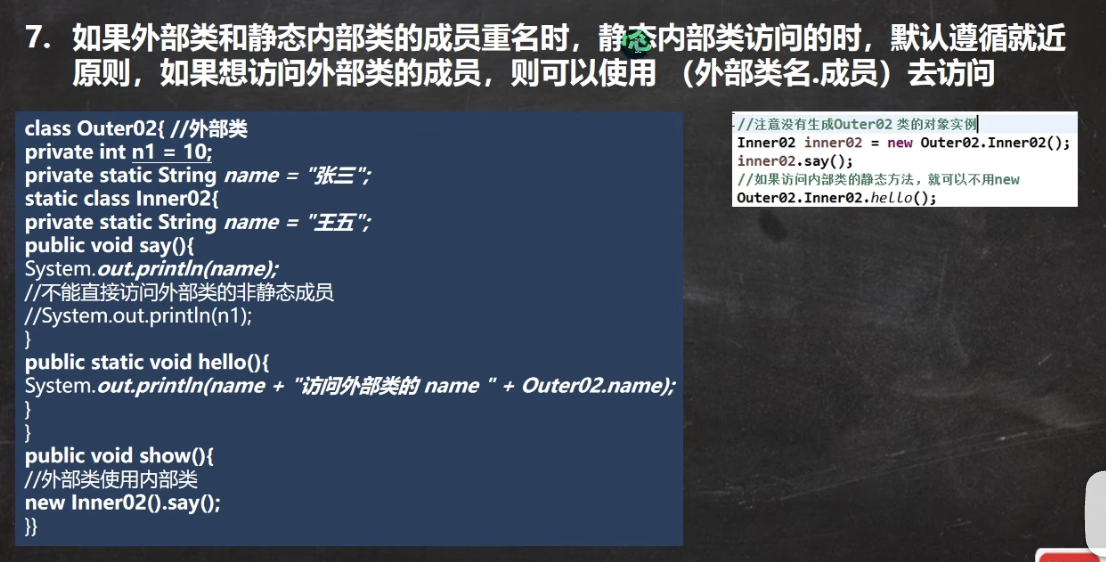 7. 如果外部类和静态内部类的成员重名时，静态内部类访问的时，默认遵循就近
原则，如果想访问外部类的成员，则可以使用 （外部类名.成员）去访问
class Outer02{ //外部类
private int n1 = 10;
private static String name = "张三";
static class Inner02{
private static String name = "王五";
public void say(){
System.out.println(name);
//不能直接访问外部类的非静态成员
//System.out.println(n1);
}
public static void hello(){
System.out.println(name + "访问外部类的 name " + Outer02.name);
}
}
public void show(){
//外部类使用内部类
new Inner02().say();
}}
//注意没有生成Outer02 类的对象实例
Inner02 inner02 = new Outer02.Inner02();
inner02.say();
//如果访问内部类的静态方法，就可以不用new
Outer02.Inner02.hello();